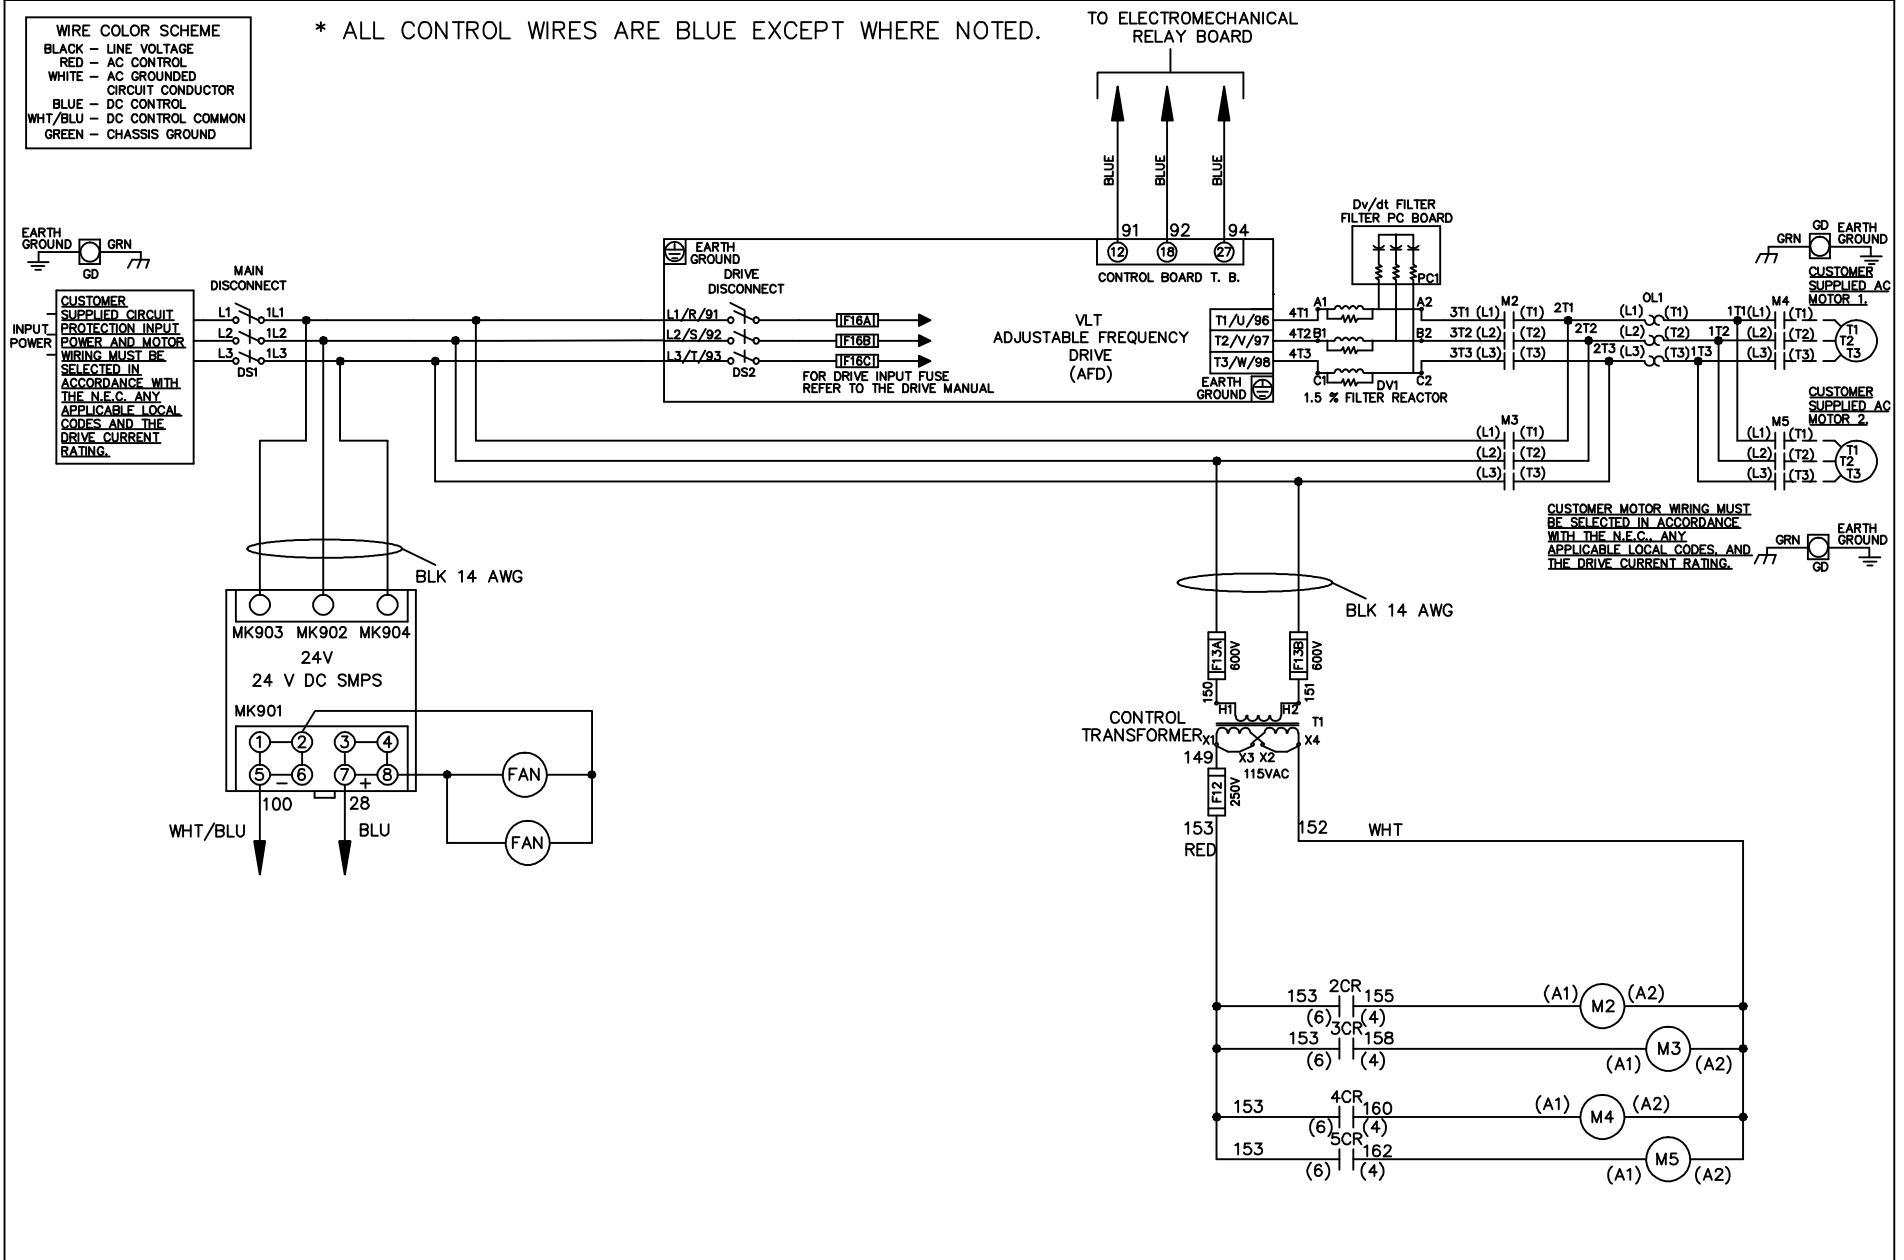 WIRE COLOR SCHEME
BLACK – LINE VOLTAGE
RED – AC CONTROL
WHITE – AC GROUNDED
CIRCUIT CONDUCTOR
BLUE – DC CONTROL
WHT/BLU – DC CONTROL COMMON
GREEN – CHASSIS GROUND
* ALL CONTROL WIRES ARE BLUE EXCEPT WHERE NOTED.
TO ELECTROMECHANICAL
RELAY BOARD
BLUE
BLUE
BLUE
91 92 94
12 18 27
CONTROL BOARD T. B.
EARTH
GROUND
GRN
GD
CUSTOMER
SUPPLIED CIRCUIT
PROTECTION INPUT
POWER AND MOTOR
WIRING MUST BE
SELECTED IN
ACCORDANCE WITH
THE N.E.C. ANY
APPLICABLE LOCAL
CODES AND THE
DRIVE CURRENT
RATING.
INPUT
POWER
MAIN
DISCONNECT
L1 1L1
L2 1L2
L3 1L3
DS1
EARTH
GROUND
DRIVE
DISCONNECT
L1/R/91
L2/S/92
L3/T/93
DS2
F16A
F16B
F16C
FOR DRIVE INPUT FUSE
REFER TO THE DRIVE MANUAL
VLT
ADJUSTABLE FREQUENCY
DRIVE
(AFD)
T1/U/96
T2/V/97
T3/W/98
EARTH
GROUND
Dv/dt FILTER
FILTER PC BOARD
PC1
4T1 A1 A2
4T2 B1 B2
4T3 C1 C2
DV1
1.5 % FILTER REACTOR
M2
3T1 (L1) (T1) 2T1
3T2 (L2) (T2) 2T2
3T3 (L3) (T3) 2T3
OL1
(L1) (T1) 1T1
(L2) (T2) 1T2
(L3) (T3) 1T3
M4
(L1) (T1)
(L2) (T2)
(L3) (T3)
T1
T2
T3
GD
GRN
EARTH
GROUND
CUSTOMER
SUPPLIED AC
MOTOR 1.
CUSTOMER
SUPPLIED AC
MOTOR 2.
M3
(L1) (T1)
(L2) (T2)
(L3) (T3)
M5
(L1) (T1)
(L2) (T2)
(L3) (T3)
T1
T2
T3
CUSTOMER MOTOR WIRING MUST
BE SELECTED IN ACCORDANCE
WITH THE N.E.C., ANY
APPLICABLE LOCAL CODES, AND
THE DRIVE CURRENT RATING.
GRN
EARTH
GROUND
GD
BLK 14 AWG
MK903 MK902 MK904
24V
24 V DC SMPS
MK901
1 2 3 4
5 – 6 7 + 8
100 28
WHT/BLU BLU
FAN
FAN
BLK 14 AWG
F13A
600V
F13B
600V
150
151
H1 H2
CONTROL
TRANSFORMER
T1
X1 X3 X2 X4
115VAC
149
F12
250V
153
RED
152
WHT
2CR
153 155 (A1) M2 (A2)
(6) (4)
3CR
153 158 M3
(6) (4) (A1) (A2)
4CR
153 160 (A1) M4 (A2)
(6) (4)
5CR
153 162 M5
(6) (4) (A1) (A2)